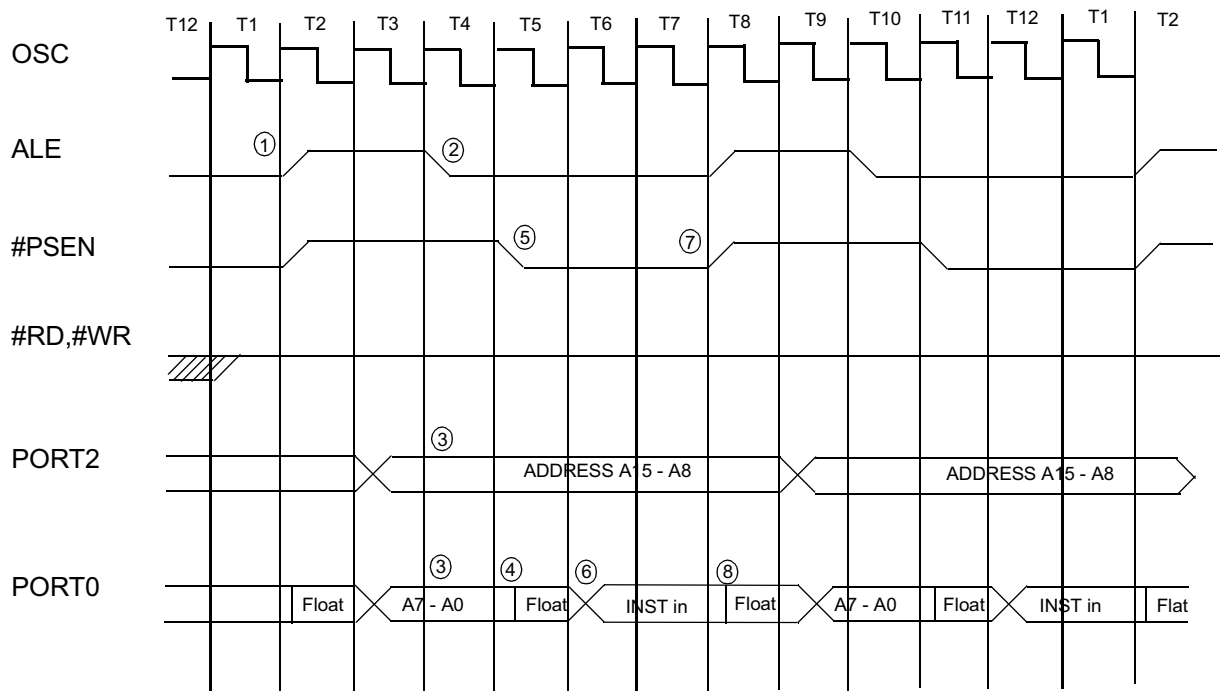 T12 T1 T2 T3 T4 T5 T6 T7 T8 T9 T10 T11 T12 T1 T2
OSC
ALE ① ②
#PSEN ⑤ ⑦
#RD,#WR
③
PORT2 ADDRESS A15 - A8 ADDRESS A15 - A8
③ ④ ⑥ ⑧
PORT0 Float A7 - A0 Float INST in Float A7 - A0 Float INST in Flat